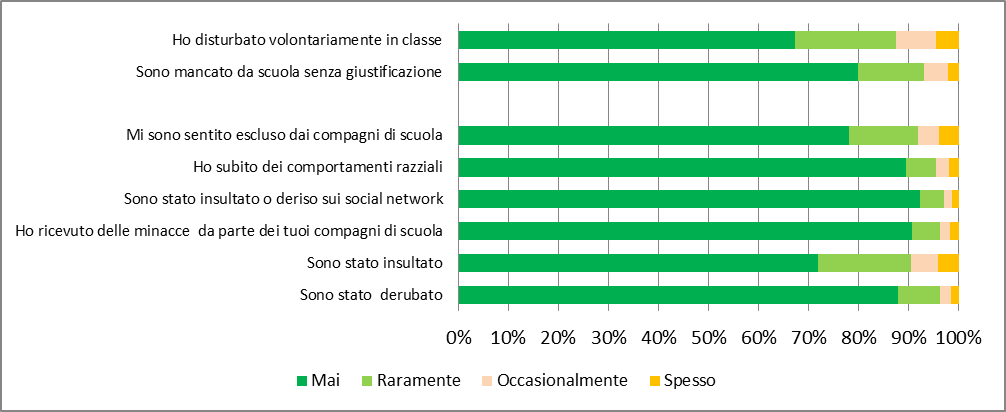 Ho disturbato volontariamente in classe
Sono mancato da scuola senza giustificazione
Mi sono sentito escluso dai compagni di scuola
Ho subito dei comportamenti razziali
Sono stato insultato o deriso sui social network
Ho ricevuto delle minacce da parte dei tuoi compagni di scuola
Sono stato insultato
Sono stato derubato
0% 10% 20% 30% 40% 50% 60% 70% 80% 90% 100%
Mai Raramente Occasionalmente Spesso